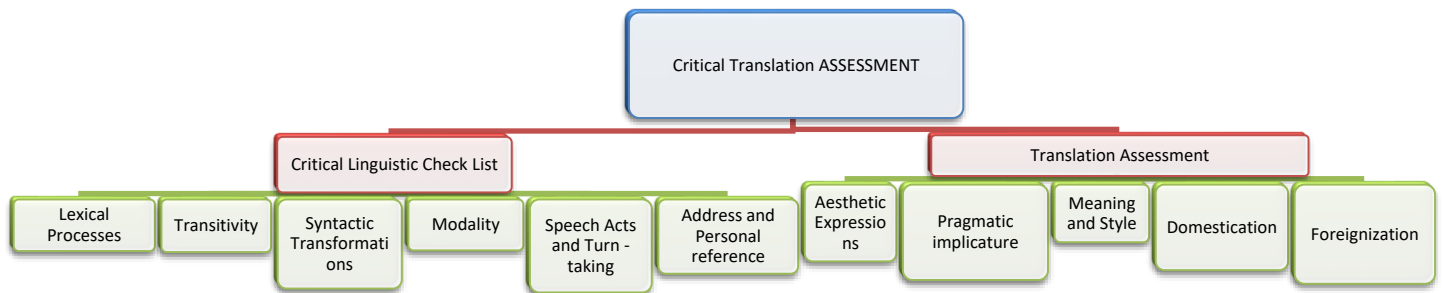 Critical Translation ASSESSMENT
Critical Linguistic Check List
Translation Assessment
Lexical
Processes
Transitivity
Syntactic
Transformati
ons
Modality
Speech Acts
and Turn -
taking
Address and
Personal
reference
Aesthetic
Expressio
ns
Pragmatic
implicature
Meaning
and Style
Domestication
Foreignization